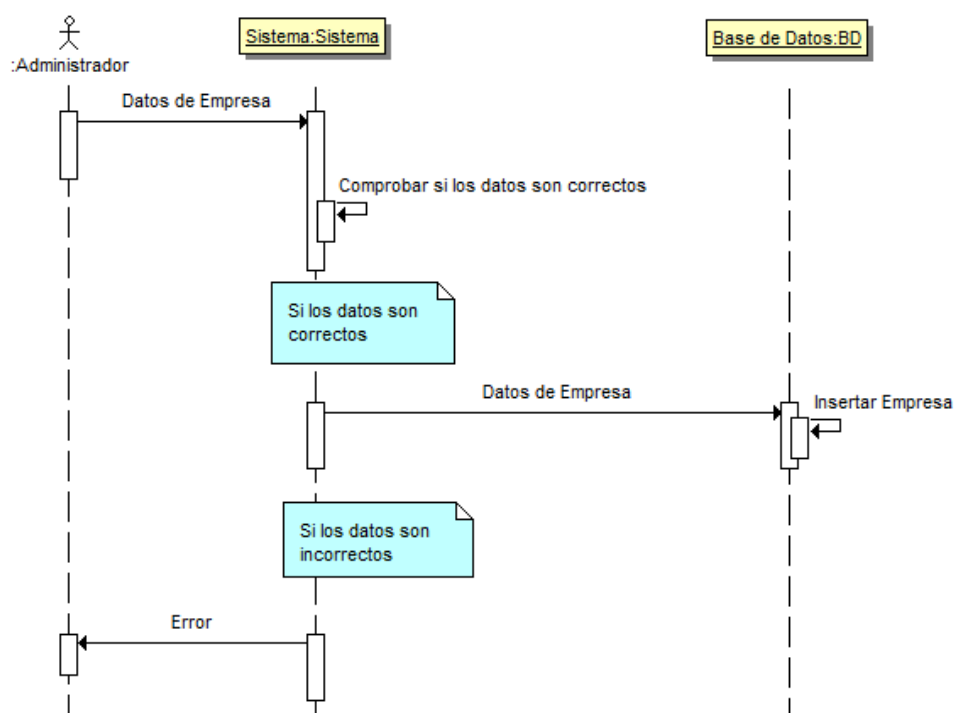 Sistema:Sistema
Base de Datos:BD
:Administrador
Datos de Empresa
Comprobar si los datos son correctos
Si los datos son
correctos
Datos de Empresa
Insertar Empresa
Si los datos son
incorrectos
Error